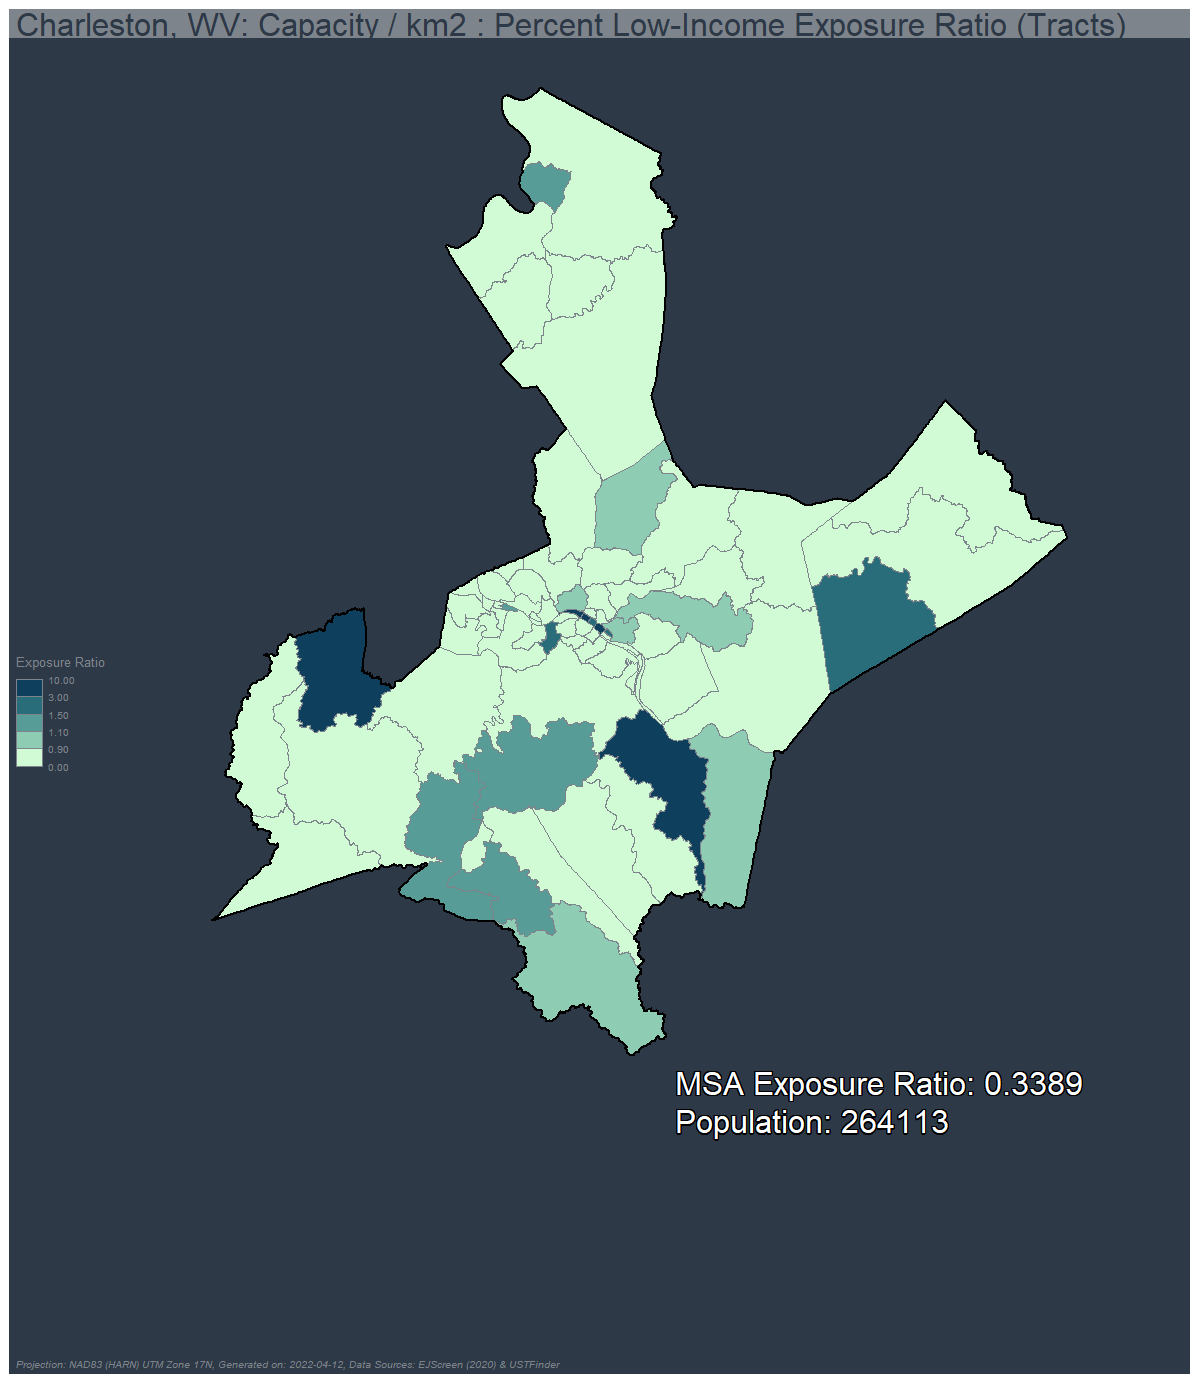 Charleston, WV: Capacity / km2 : Percent Low-Income Exposure Ratio (Tracts)
Exposure Ratio
10.00
3.00
1.50
1.10
0.90
0.00
MSA Exposure Ratio: 0.3389
Population: 264113
Projection: NAD83 (HARN) UTM Zone 17N, Generated on: 2022-04-12, Data Sources: EJScreen (2020) & USTFinder